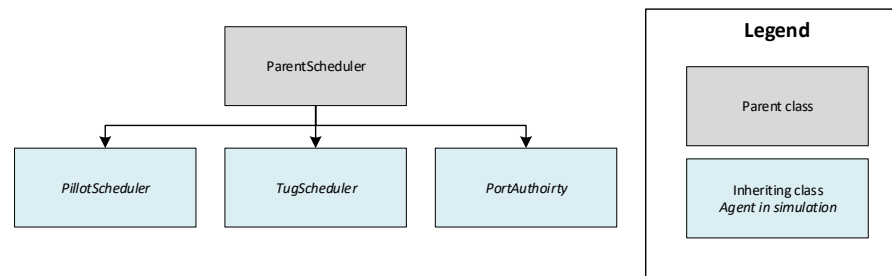 Legend
ParentScheduler
Parent class
PillotScheduler
TugScheduler
PortAuthoirty
Inheriting class
Agent in simulation